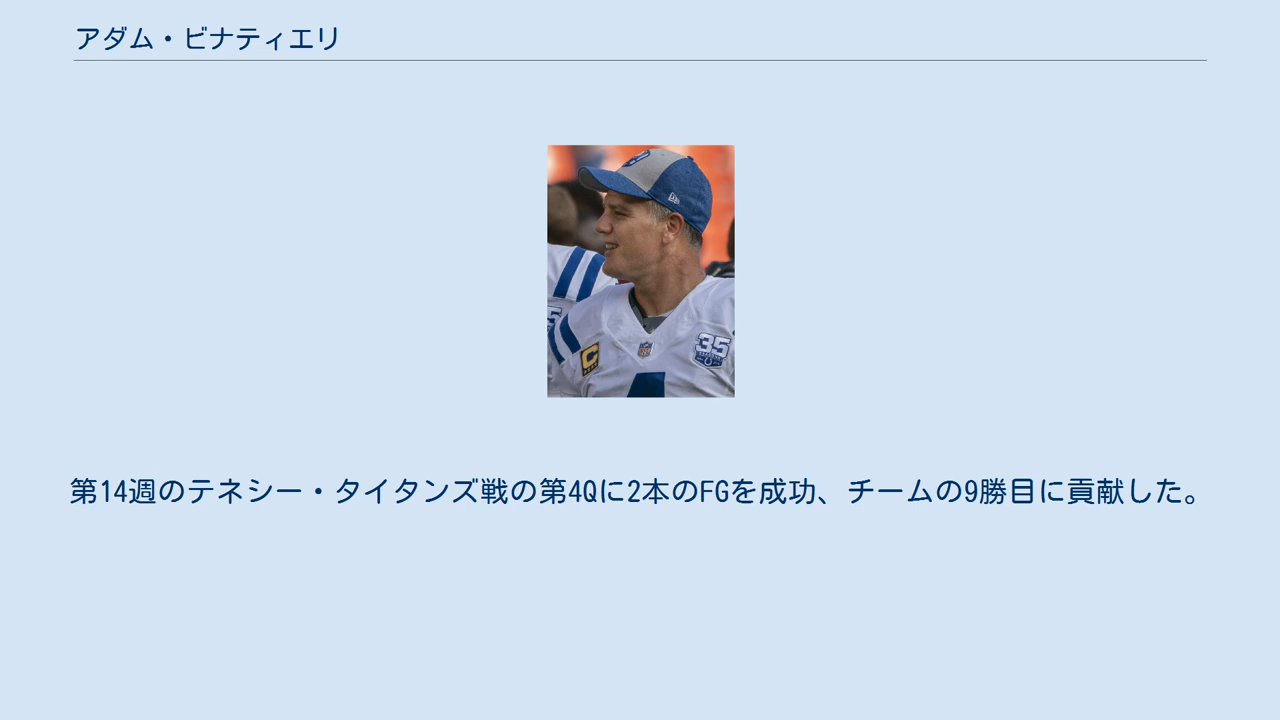 アダム・ビナティエリ
35
C
第14週のテネシー・タイタンズ戦の第4Qに2本のFGを成功、チームの9勝目に貢献した。